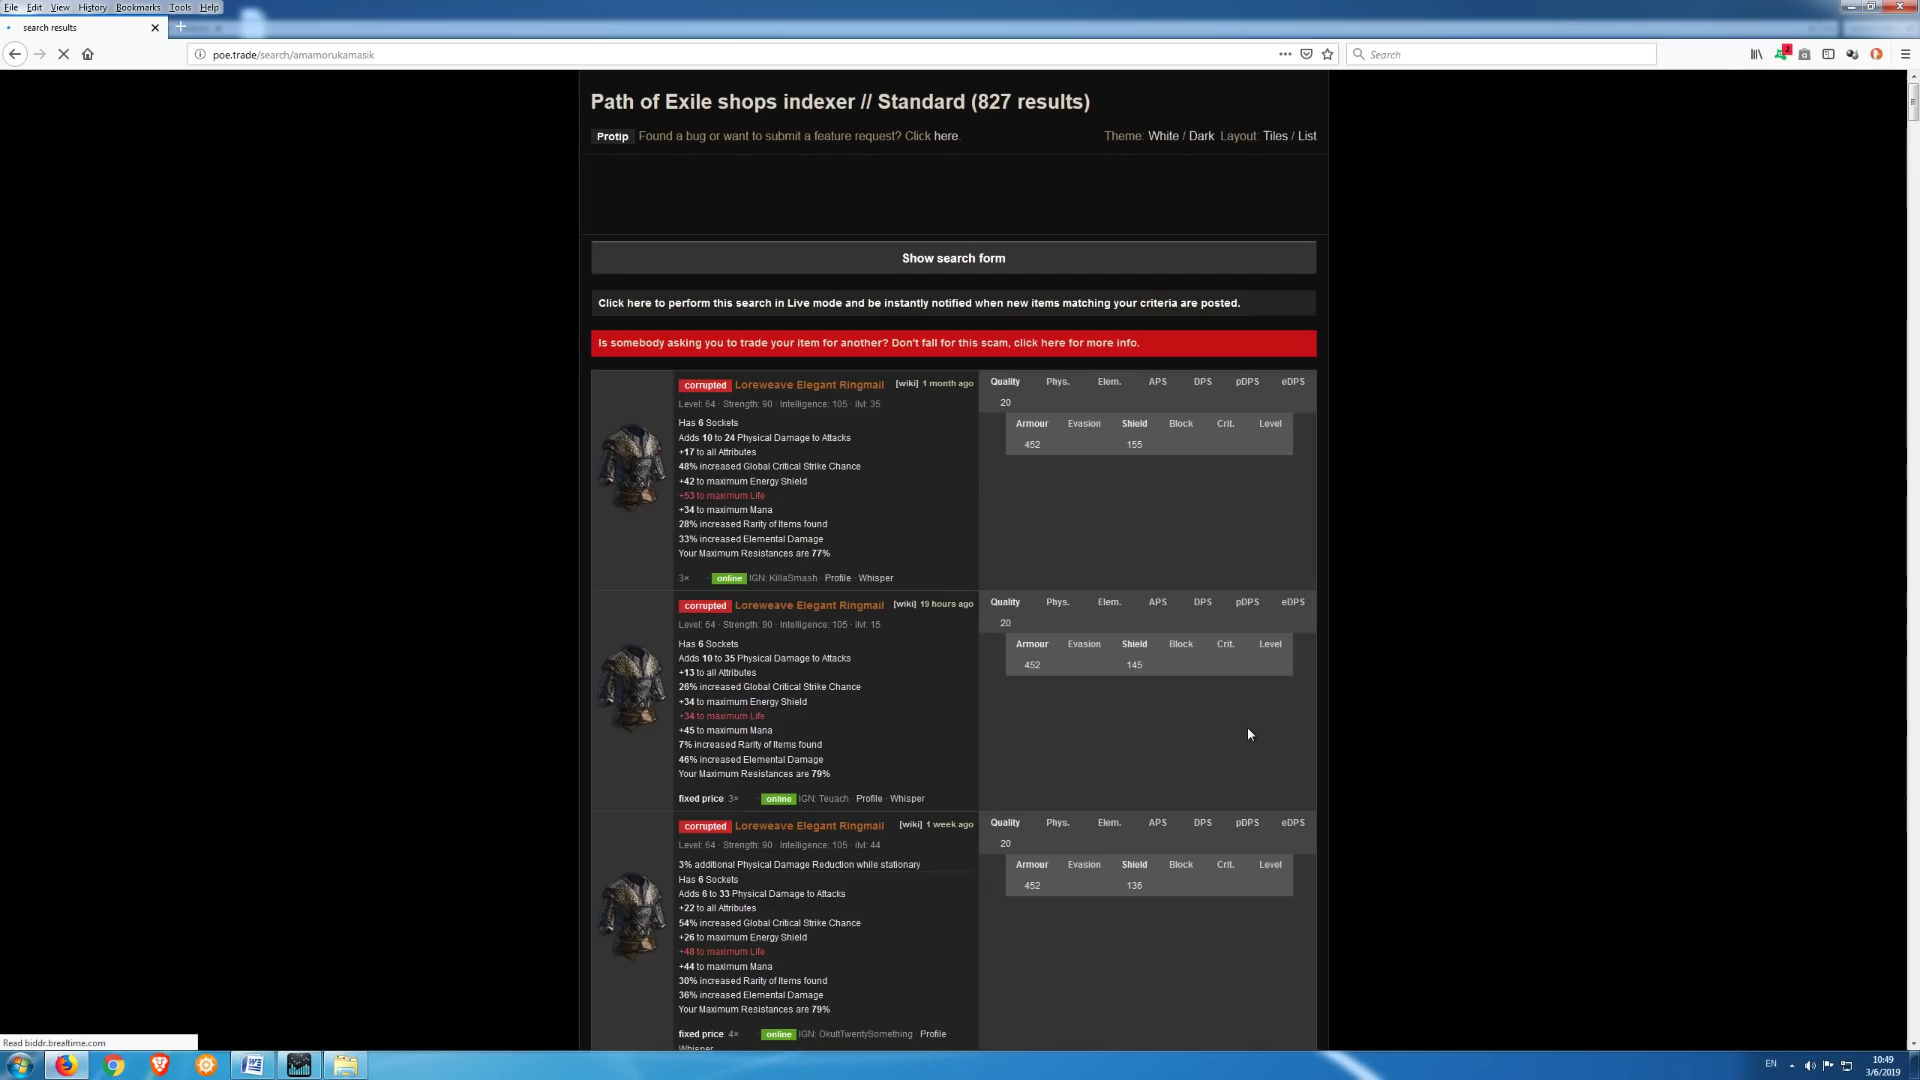 File Edit View History Bookmarks Tools Help
search results
poe.trade/search/amamorukamasik
Search
2
Path of Exile shops indexer // Standard (827 results)
Protip Found a bug or want to submit a feature request? Click here.
Theme: White / Dark Layout: Tiles / List
Show search form
Click here to perform this search in Live mode and be instantly notified when new items matching your criteria are posted.
Is somebody asking you to trade your item for another? Don't fall for this scam, click here for more info.
corrupted Loreweave Elegant Ringmail [wiki] 1 month ago
Level: 64 · Strength: 90 · Intelligence: 105 · ilvl: 35
Has 6 Sockets
Adds 10 to 24 Physical Damage to Attacks
+17 to all Attributes
48% increased Global Critical Strike Chance
+42 to maximum Energy Shield
+53 to maximum Life
+34 to maximum Mana
28% increased Rarity of Items found
33% increased Elemental Damage
Your Maximum Resistances are 77%
3× · online IGN: KillaSmash · Profile · Whisper
Quality Phys. Elem. APS DPS pDPS eDPS
20
Armour Evasion Shield Block Crit. Level
452 155
corrupted Loreweave Elegant Ringmail [wiki] 19 hours ago
Level: 64 · Strength: 90 · Intelligence: 105 · ilvl: 15
Has 6 Sockets
Adds 10 to 35 Physical Damage to Attacks
+13 to all Attributes
26% increased Global Critical Strike Chance
+34 to maximum Energy Shield
+34 to maximum Life
+45 to maximum Mana
7% increased Rarity of Items found
46% increased Elemental Damage
Your Maximum Resistances are 79%
fixed price: 3× · online IGN: Teuach · Profile · Whisper
Quality Phys. Elem. APS DPS pDPS eDPS
20
Armour Evasion Shield Block Crit. Level
452 145
corrupted Loreweave Elegant Ringmail [wiki] 1 week ago
Level: 64 · Strength: 90 · Intelligence: 105 · ilvl: 44
3% additional Physical Damage Reduction while stationary
Has 6 Sockets
Adds 6 to 33 Physical Damage to Attacks
+22 to all Attributes
54% increased Global Critical Strike Chance
+26 to maximum Energy Shield
+48 to maximum Life
+44 to maximum Mana
30% increased Rarity of Items found
36% increased Elemental Damage
Your Maximum Resistances are 79%
fixed price: 4× · online IGN: OkultTwentySomething · Profile ·
Whisper
Quality Phys. Elem. APS DPS pDPS eDPS
20
Armour Evasion Shield Block Crit. Level
452 136
Read biddr.brealtime.com
EN
10:49
3/6/2019